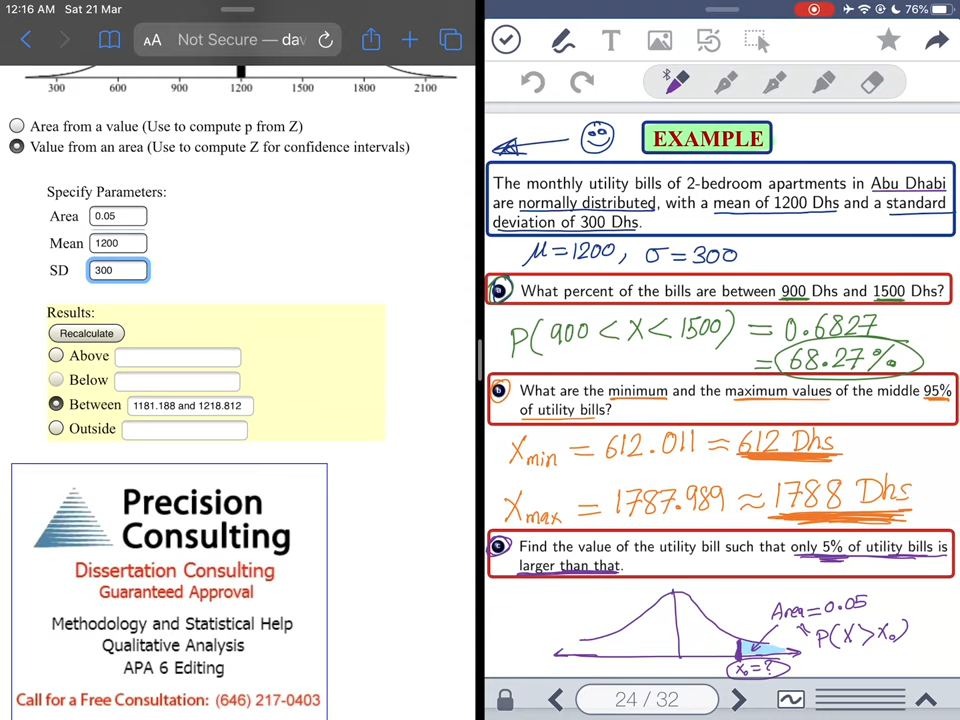 12:16 AM Sat 21 Mar
76%
AA Not Secure — dav
T
300 600 900 1200 1500 1800 2100
Area from a value (Use to compute p from Z)
Value from an area (Use to compute Z for confidence intervals)
Specify Parameters:
Area 0.05
Mean 1200
SD 300
Results:
Recalculate
Above
Below
Between 1181.188 and 1218.812
Outside
Precision
Consulting
Dissertation Consulting
Guaranteed Approval
Methodology and Statistical Help
Qualitative Analysis
APA 6 Editing
Call for a Free Consultation: (646) 217-0403
EXAMPLE
The monthly utility bills of 2-bedroom apartments in Abu Dhabi
are normally distributed, with a mean of 1200 Dhs and a standard
deviation of 300 Dhs.
μ=1200, σ=300
a What percent of the bills are between 900 Dhs and 1500 Dhs?
P(900 < X < 1500) = 0.6827
= 68.27%
b What are the minimum and the maximum values of the middle 95%
of utility bills?
Xmin = 612.011 ≈ 612 Dhs
Xmax = 1787.989 ≈ 1788 Dhs
c Find the value of the utility bill such that only 5% of utility bills is
larger than that.
Area=0.05
P(X>x₀)
x₀=?
24 / 32